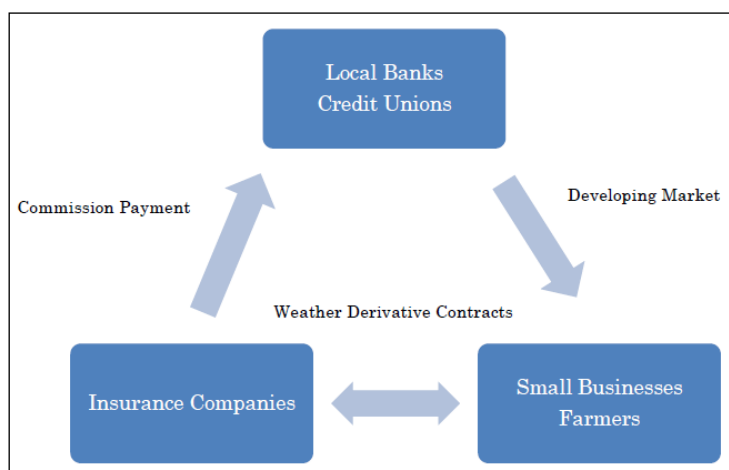 Local Banks
Credit Unions
Commission Payment
Developing Market
Weather Derivative Contracts
Insurance Companies
Small Businesses
Farmers